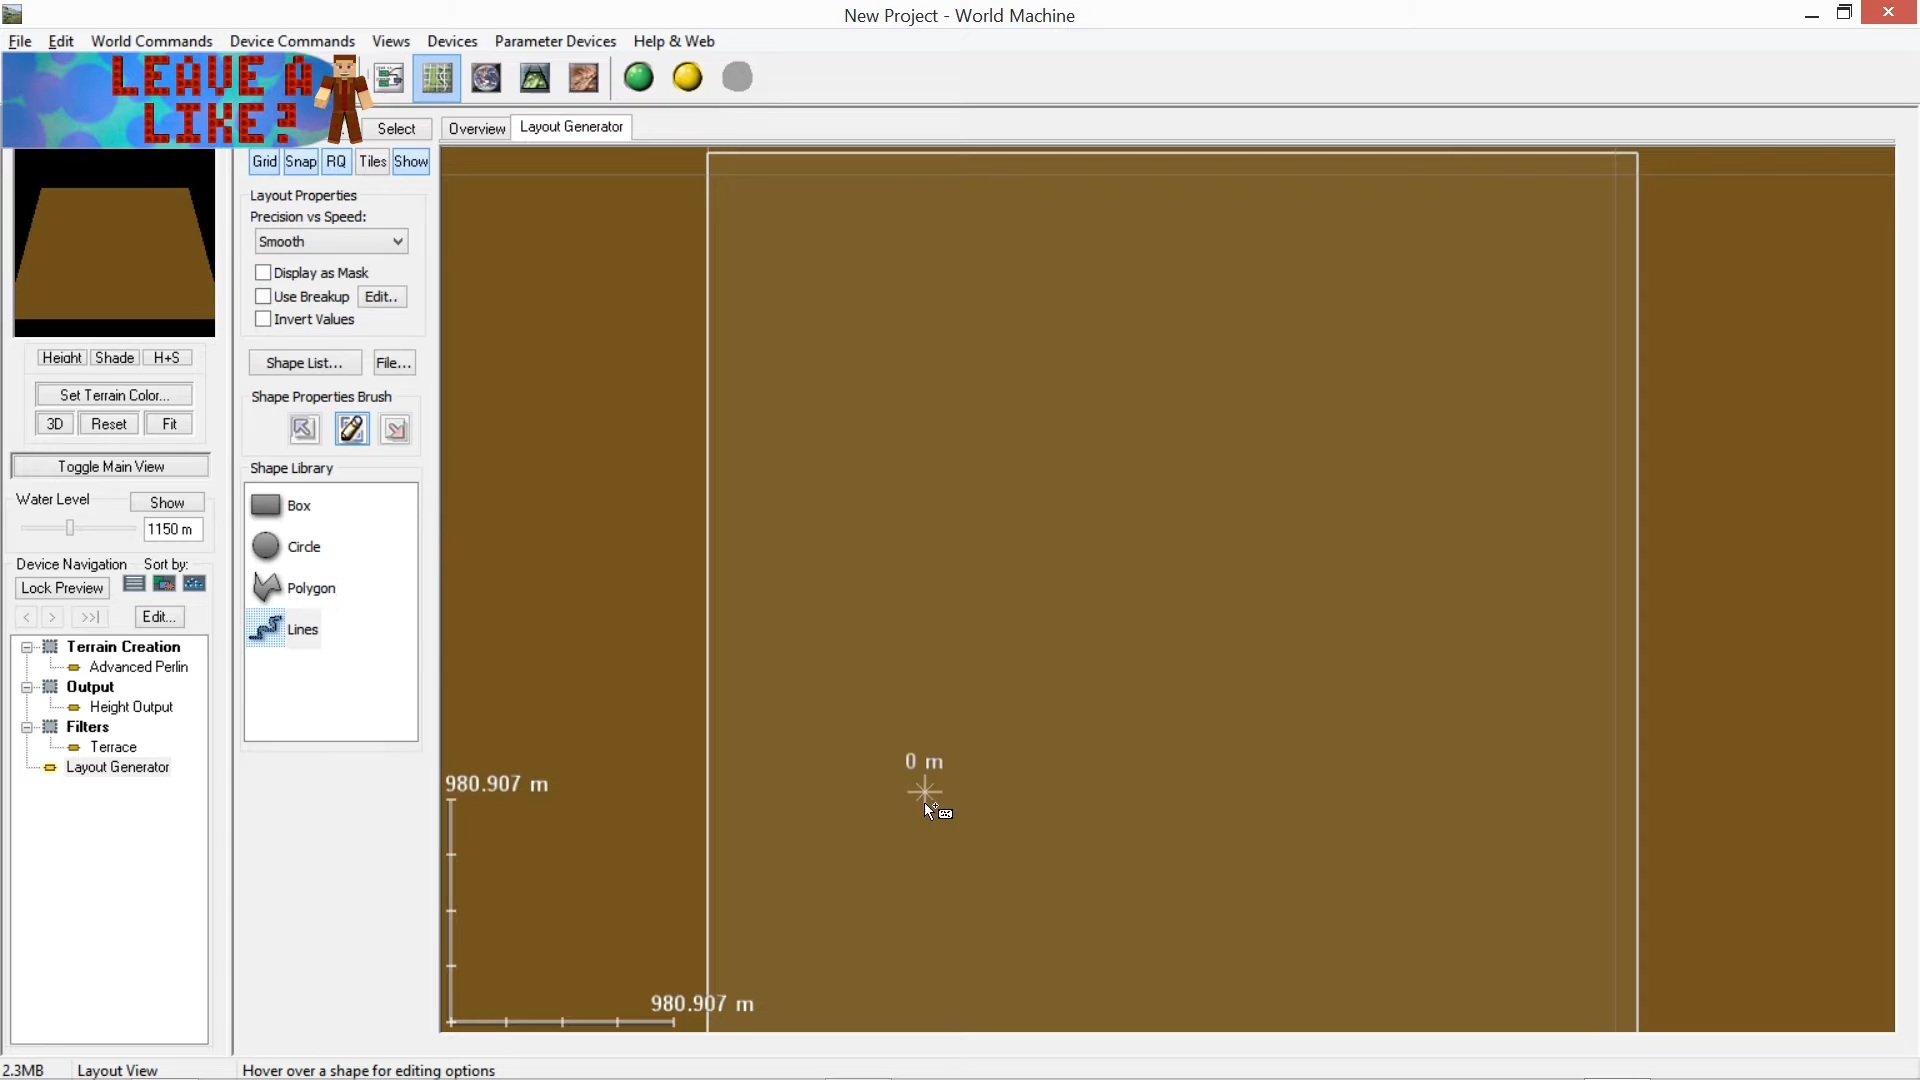 New Project - World Machine
File Edit World Commands Device Commands Views Devices Parameter Devices Help & Web
LEAVE A
LIKE?
Select
Overview
Layout Generator
Grid Snap RQ Tiles Show
Layout Properties
Precision vs Speed:
Smooth
Display as Mask
Use Breakup Edit..
Invert Values
Height Shade H+S
Shape List... File...
Set Terrain Color...
Shape Properties Brush
3D Reset Fit
Toggle Main View
Shape Library
Water Level Show
1150 m
Box
Circle
Polygon
Lines
Device Navigation Sort by:
Lock Preview
< > >>| Edit...
Terrain Creation
Advanced Perlin
Output
Height Output
Filters
Terrace
Layout Generator
0 m
980.907 m
980.907 m
2.3MB Layout View Hover over a shape for editing options